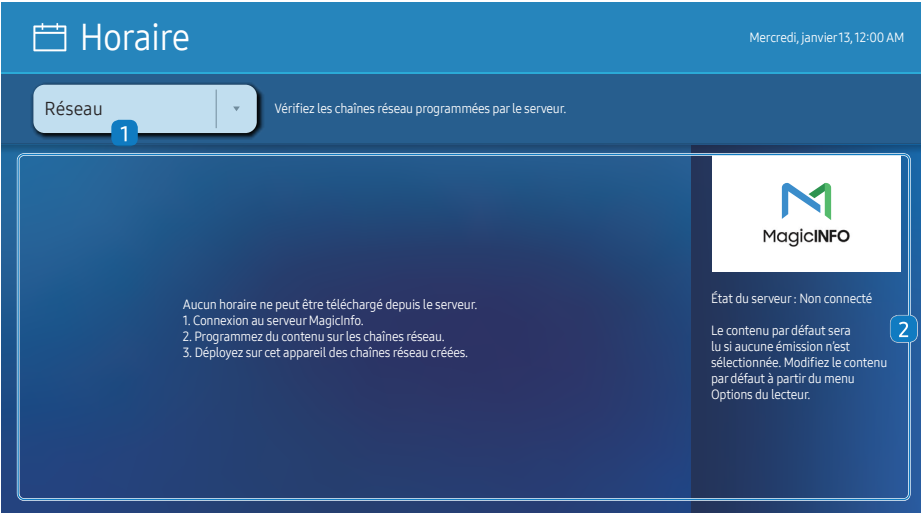 Horaire
Mercredi, janvier 13, 12:00 AM
Réseau
Vérifiez les chaînes réseau programmées par le serveur.
1
MagicINFO
Aucun horaire ne peut être téléchargé depuis le serveur.
1. Connexion au serveur MagicInfo.
2. Programmez du contenu sur les chaînes réseau.
3. Déployez sur cet appareil des chaînes réseau créées.
État du serveur : Non connecté
Le contenu par défaut sera
lu si aucune émission n'est
sélectionnée. Modifiez le contenu
par défaut à partir du menu
Options du lecteur.
2